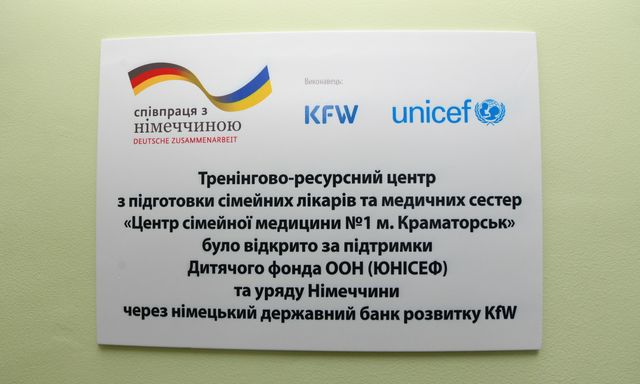 співпраця з
німеччиною
DEUTSCHE ZUSAMMENARBEIT
Виконавець:
KFW
unicef
Тренінгово-ресурсний центр
з підготовки сімейних лікарів та медичних сестер
«Центр сімейної медицини №1 м. Краматорськ»
було відкрито за підтримки
Дитячого фонда ООН (ЮНІСЕФ)
та уряду Німеччини
через німецький державний банк розвитку KfW